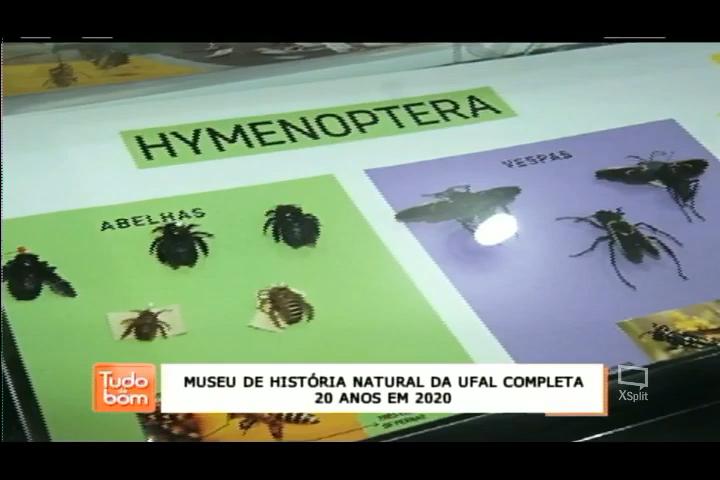 HYMENOPTERA
ABELHAS
VESPAS
Tudo de bom
MUSEU DE HISTÓRIA NATURAL DA UFAL COMPLETA
20 ANOS EM 2020
XSplit